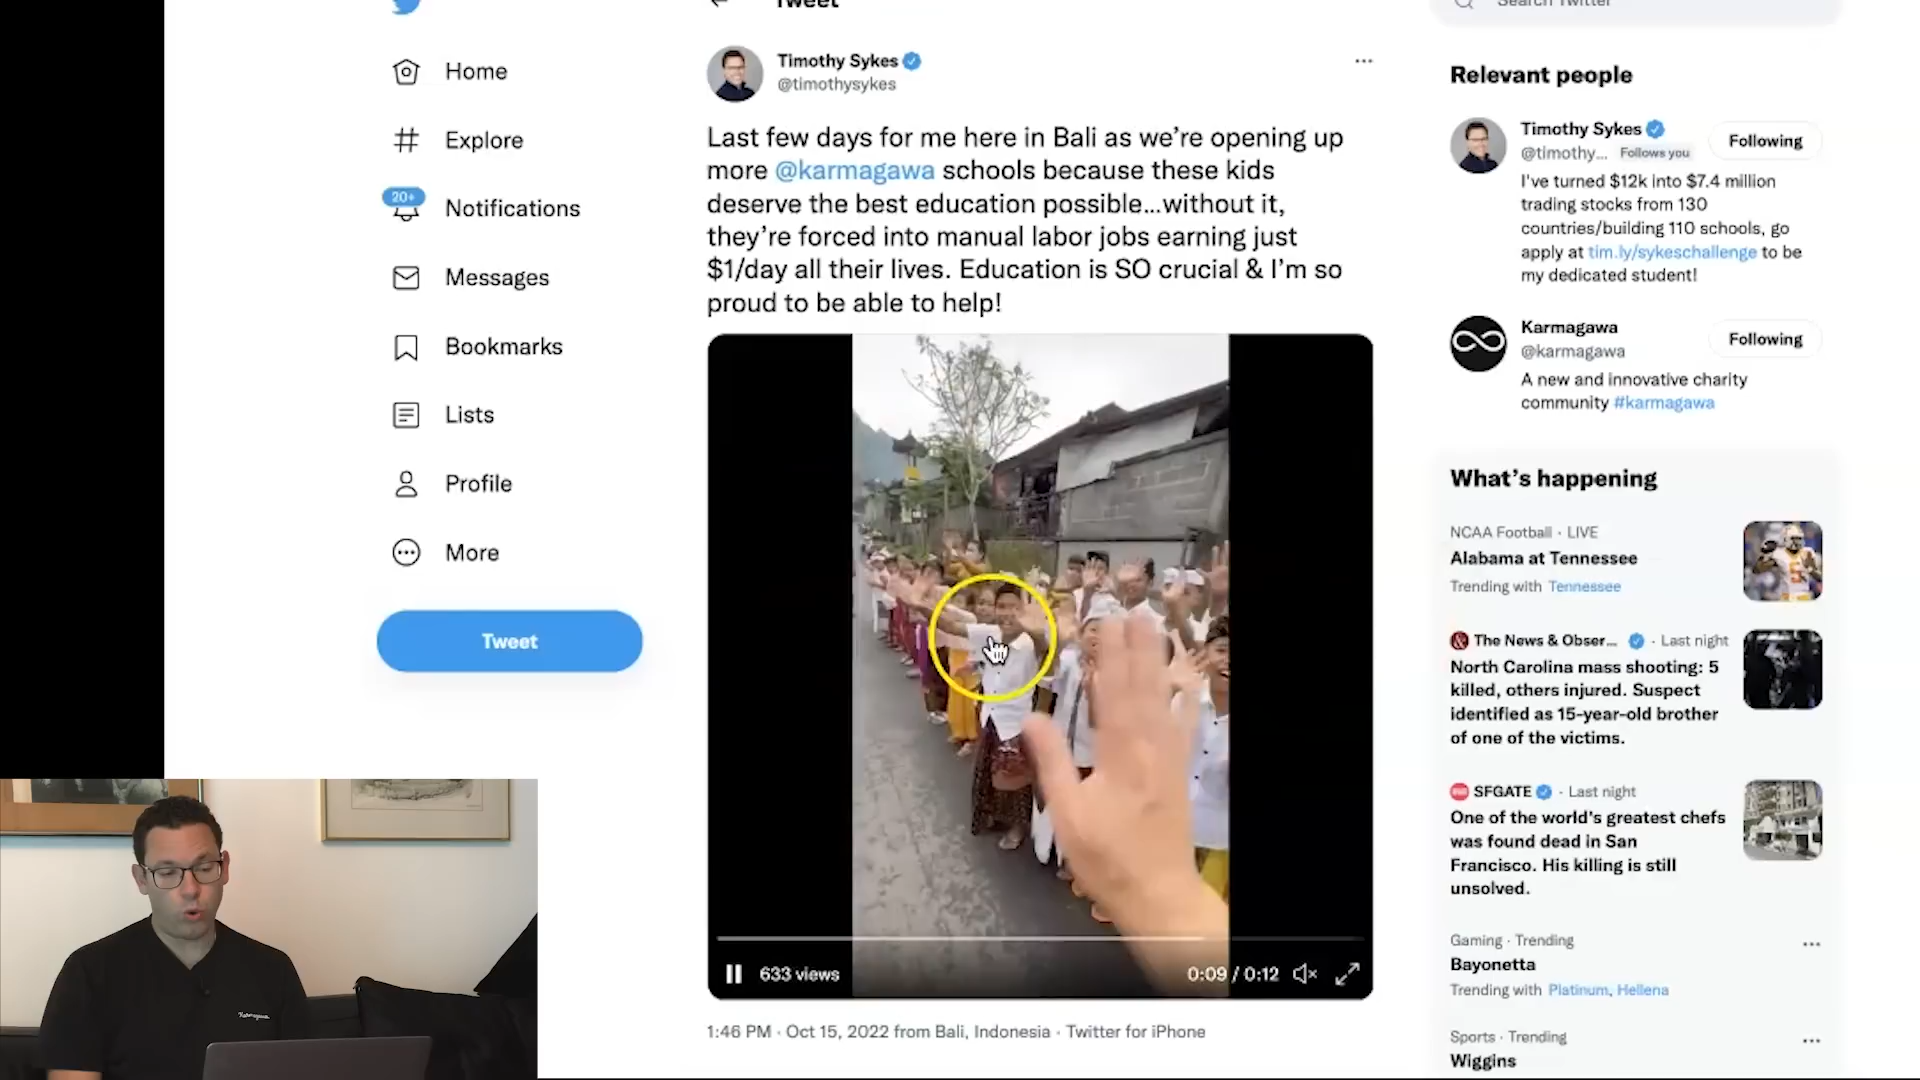 Tweet
Search Twitter
Home
Explore
20+
Notifications
Messages
Bookmarks
Lists
Profile
More
Tweet
Timothy Sykes
@timothysykes
Last few days for me here in Bali as we’re opening up
more @karmagawa schools because these kids
deserve the best education possible...without it,
they’re forced into manual labor jobs earning just
$1/day all their lives. Education is SO crucial & I’m so
proud to be able to help!
633 views
0:09 / 0:12
1:46 PM · Oct 15, 2022 from Bali, Indonesia · Twitter for iPhone
Relevant people
Timothy Sykes
Following
@timothy... Follows you
I've turned $12k into $7.4 million
trading stocks from 130
countries/building 110 schools, go
apply at tim.ly/sykeschallenge to be
my dedicated student!
Karmagawa
Following
@karmagawa
A new and innovative charity
community #karmagawa
What’s happening
NCAA Football · LIVE
Alabama at Tennessee
Trending with Tennessee
The News & Obser... · Last night
North Carolina mass shooting: 5
killed, others injured. Suspect
identified as 15-year-old brother
of one of the victims.
SFGATE · Last night
One of the world's greatest chefs
was found dead in San
Francisco. His killing is still
unsolved.
Gaming · Trending
Bayonetta
Trending with Platinum, Hellena
Sports · Trending
Wiggins
Karmagawa